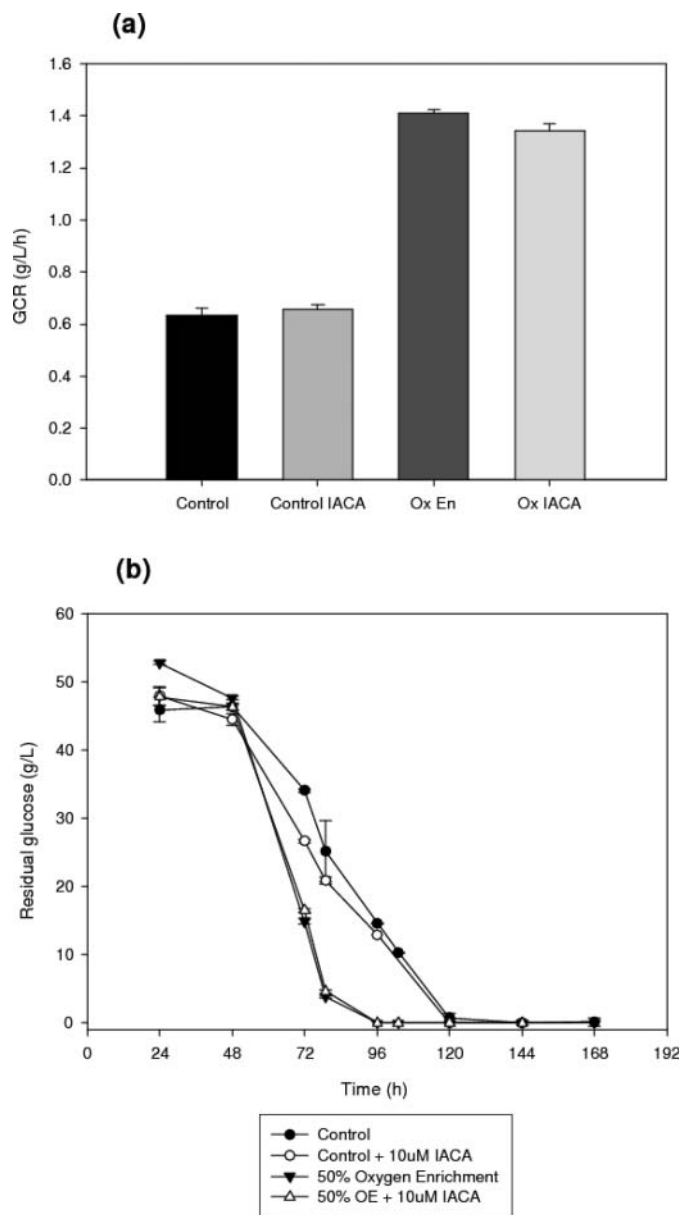 (a)
1.6
1.4
1.2
1.0
0.8
0.6
0.4
0.2
0.0
GCR (g/L/h)
Control Control IACA Ox En Ox IACA
(b)
60
50
40
30
20
10
0
Residual glucose (g/L)
0 24 48 72 96 120 144 168 192
Time (h)
Control
Control + 10uM IACA
50% Oxygen Enrichment
50% OE + 10uM IACA